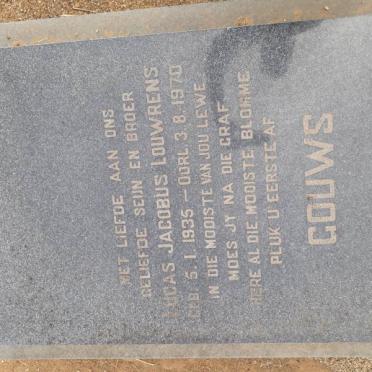 MET LIEFDE AAN ONS
GELIEFDE SEUN EN BROER
LUCAS JACOBUS LOUWRENS
GEB. 5.1.1935 – OORL. 3.8.1970
IN DIE MOOISTE VAN JOU LEWE
MOES JY NA DIE GRAF
HERE AL DIE MOOISTE BLOMME
PLUK U EERSTE AF
GOUWS